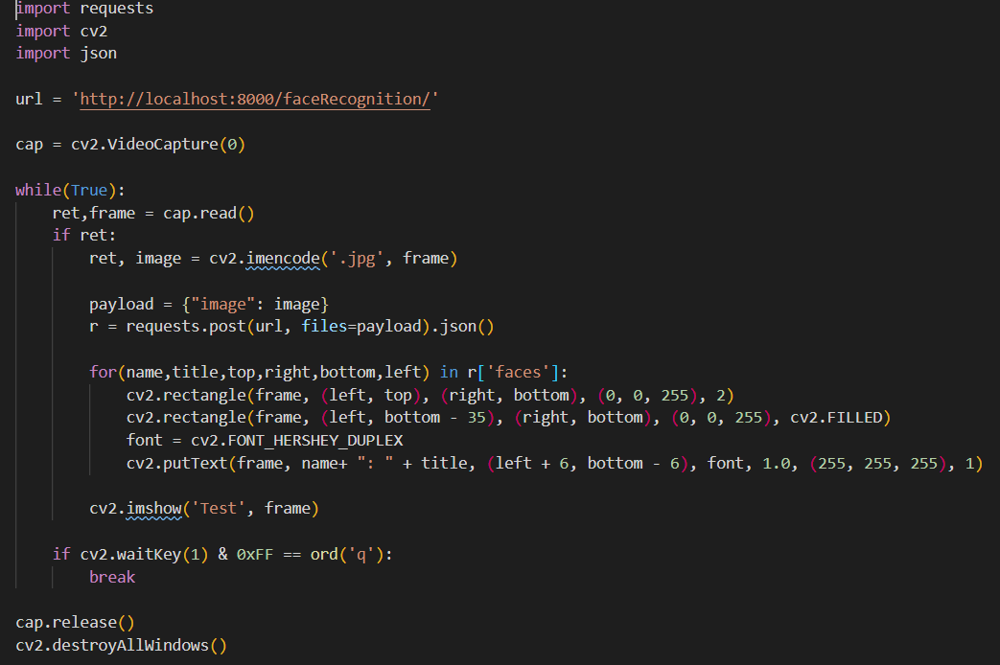 import requests
import cv2
import json
url = 'http://localhost:8000/faceRecognition/'
cap = cv2.VideoCapture(0)
while(True):
    ret,frame = cap.read()
    if ret:
        ret, image = cv2.imencode('.jpg', frame)
        payload = {"image": image}
        r = requests.post(url, files=payload).json()
        for(name,title,top,right,bottom,left) in r['faces']:
            cv2.rectangle(frame, (left, top), (right, bottom), (0, 0, 255), 2)
            cv2.rectangle(frame, (left, bottom - 35), (right, bottom), (0, 0, 255), cv2.FILLED)
            font = cv2.FONT_HERSHEY_DUPLEX
            cv2.putText(frame, name+ ": " + title, (left + 6, bottom - 6), font, 1.0, (255, 255, 255), 1)
        cv2.imshow('Test', frame)
    if cv2.waitKey(1) & 0xFF == ord('q'):
        break
cap.release()
cv2.destroyAllWindows()